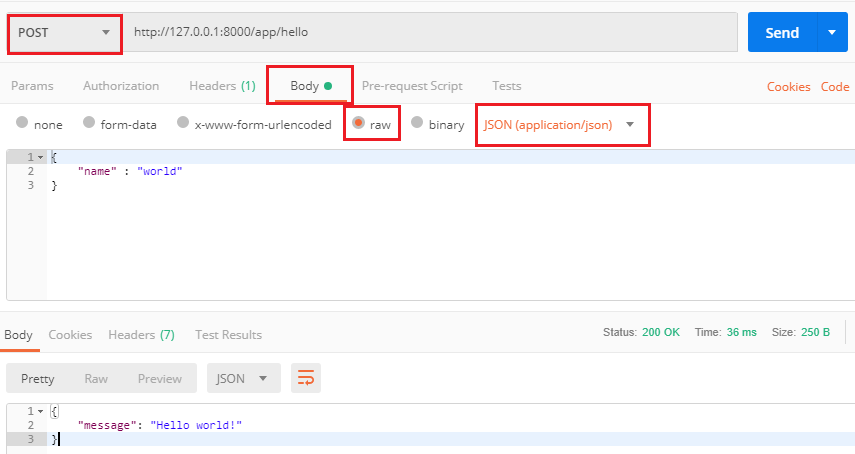 POST http://127.0.0.1:8000/app/hello Send
Params Authorization Headers (1) Body Pre-request Script Tests Cookies Code
none form-data x-www-form-urlencoded raw binary JSON (application/json)
1 {
2 "name" : "world"
3 }
Body Cookies Headers (7) Test Results Status: 200 OK Time: 36 ms Size: 250 B
Pretty Raw Preview JSON
1 {
2 "message": "Hello world!"
3 }